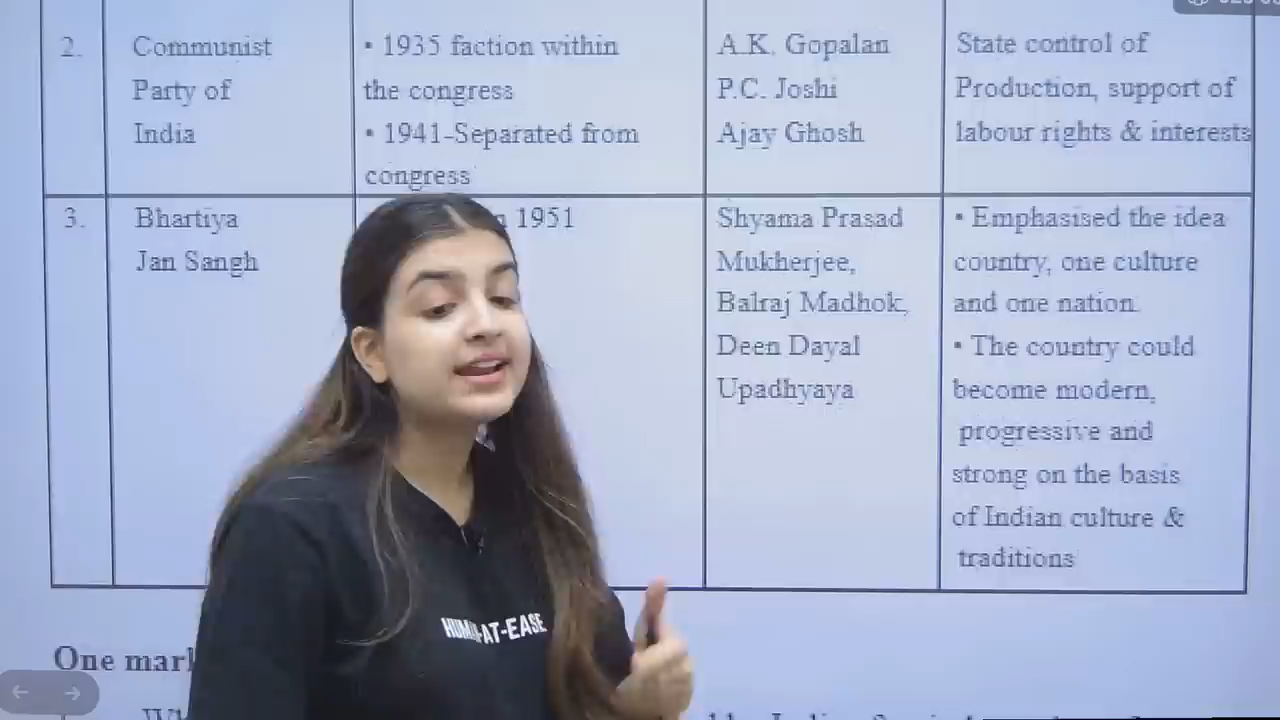 2.
Communist
Party of
India
• 1935 faction within
the congress
• 1941-Separated from
congress
A.K. Gopalan
P.C. Joshi
Ajay Ghosh
State control of
Production, support of
labour rights & interests
3.
Bhartiya
Jan Sangh
1951
Shyama Prasad
Mukherjee,
Balraj Madhok,
Deen Dayal
Upadhyaya
• Emphasised the idea
country, one culture
and one nation.
• The country could
become modern,
progressive and
strong on the basis
of Indian culture &
traditions
One mark
AT-EASE